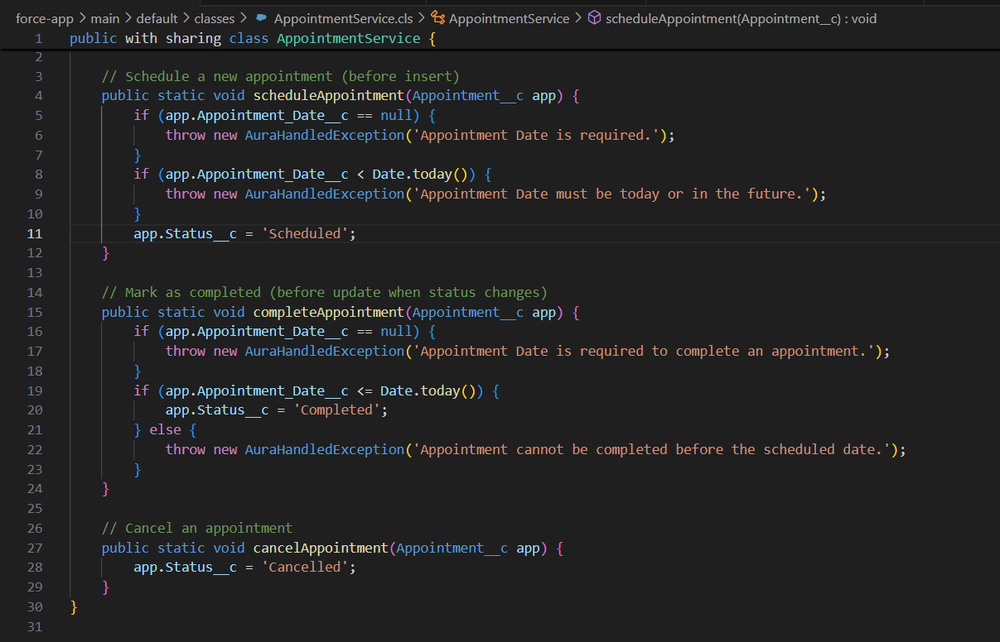 force-app > main > default > classes > AppointmentService.cls > AppointmentService > scheduleAppointment(Appointment__c) : void
1 public with sharing class AppointmentService {
2
3 // Schedule a new appointment (before insert)
4 public static void scheduleAppointment(Appointment__c app) {
5 if (app.Appointment_Date__c == null) {
6 throw new AuraHandledException('Appointment Date is required.');
7 }
8 if (app.Appointment_Date__c < Date.today()) {
9 throw new AuraHandledException('Appointment Date must be today or in the future.');
10 }
11 app.Status__c = 'Scheduled';
12 }
13
14 // Mark as completed (before update when status changes)
15 public static void completeAppointment(Appointment__c app) {
16 if (app.Appointment_Date__c == null) {
17 throw new AuraHandledException('Appointment Date is required to complete an appointment.');
18 }
19 if (app.Appointment_Date__c <= Date.today()) {
20 app.Status__c = 'Completed';
21 } else {
22 throw new AuraHandledException('Appointment cannot be completed before the scheduled date.');
23 }
24 }
25
26 // Cancel an appointment
27 public static void cancelAppointment(Appointment__c app) {
28 app.Status__c = 'Cancelled';
29 }
30 }
31